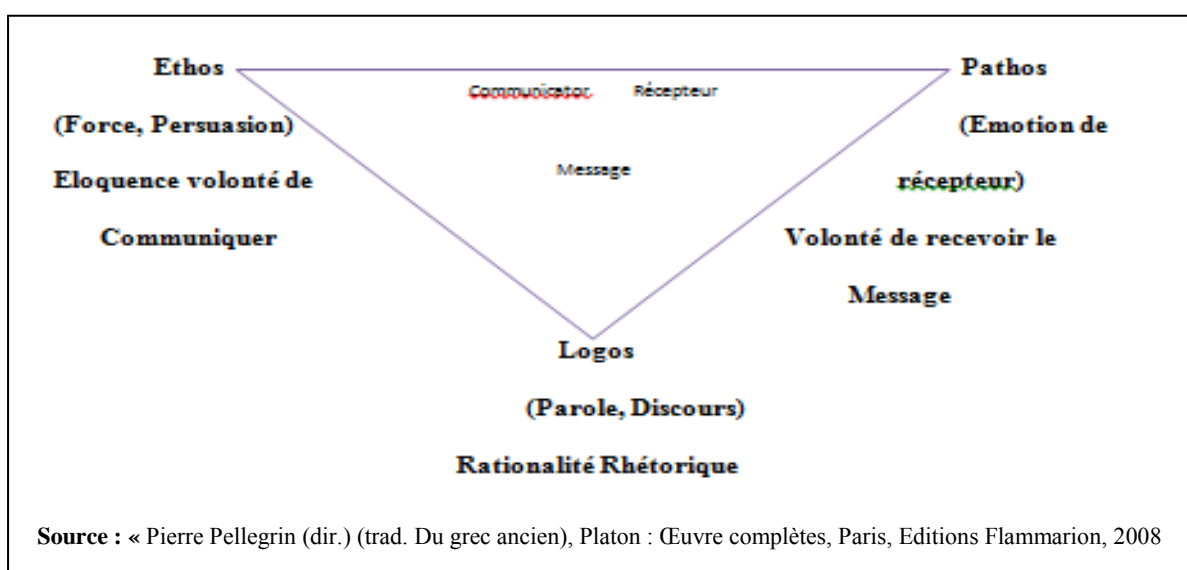 Ethos
Pathos
Communicator
Récepteur
(Force, Persuasion)
(Emotion de
Message
Eloquence volonté de
récepteur)
Communiquer
Volonté de recevoir le
Message
Logos
(Parole, Discours)
Rationalité Rhétorique
Source : « Pierre Pellegrin (dir.) (trad. Du grec ancien), Platon : Œuvre complètes, Paris, Editions Flammarion, 2008